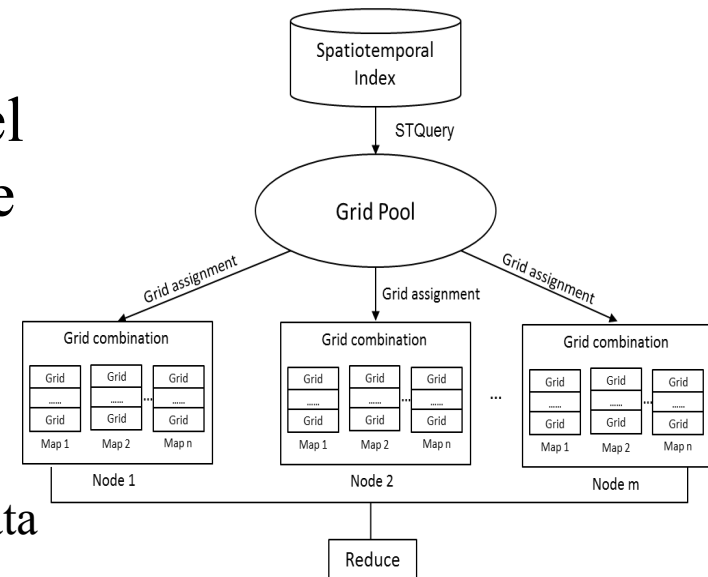 el
e
ata
Spatiotemporal
Index
STQuery
Grid Pool
Grid assignment
Grid assignment
Grid assignment
Grid combination
Grid Grid Grid
...... ...... ... ......
Grid Grid Grid
Map 1 Map 2 Map n
Node 1
Grid combination
Grid Grid Grid
...... ...... ... ......
Grid Grid Grid
Map 1 Map 2 Map n
Node 2
...
Grid combination
Grid Grid Grid
...... ...... ... ......
Grid Grid Grid
Map 1 Map 2 Map n
Node m
Reduce